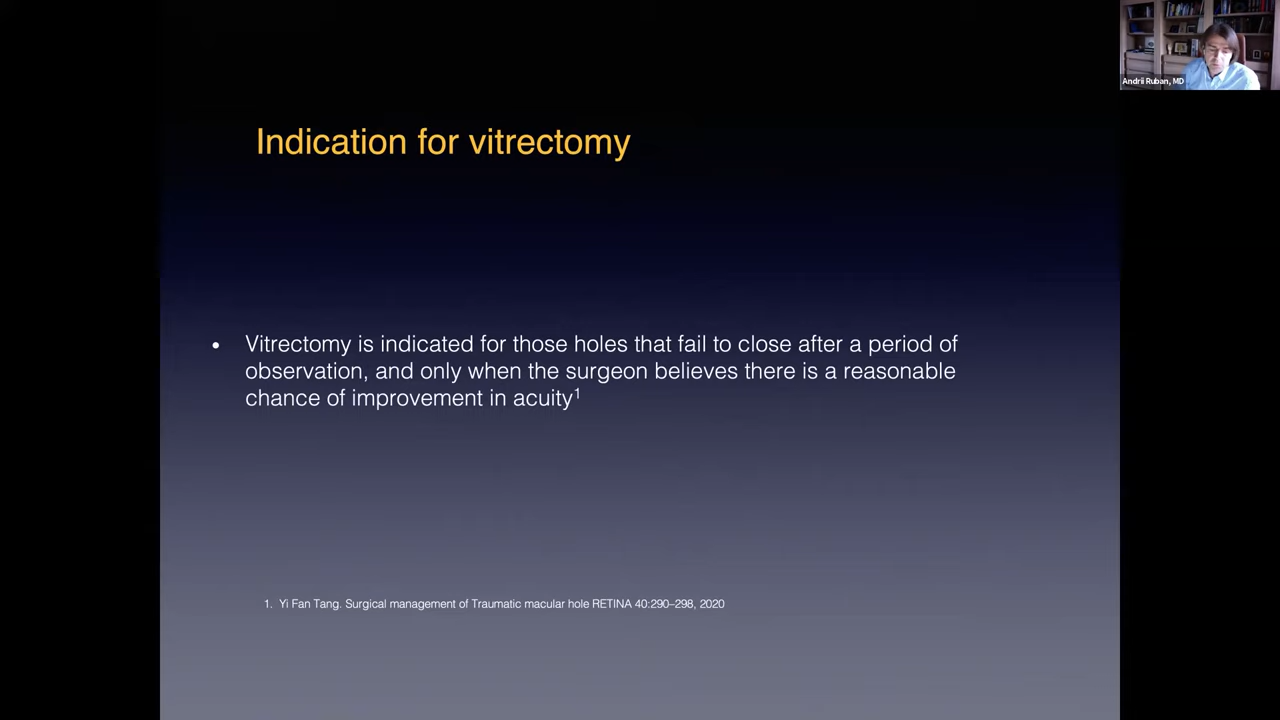 Andrii Ruban, MD
Indication for vitrectomy
• Vitrectomy is indicated for those holes that fail to close after a period of
observation, and only when the surgeon believes there is a reasonable
chance of improvement in acuity¹
1. Yi Fan Tang. Surgical management of Traumatic macular hole RETINA 40:290–298, 2020